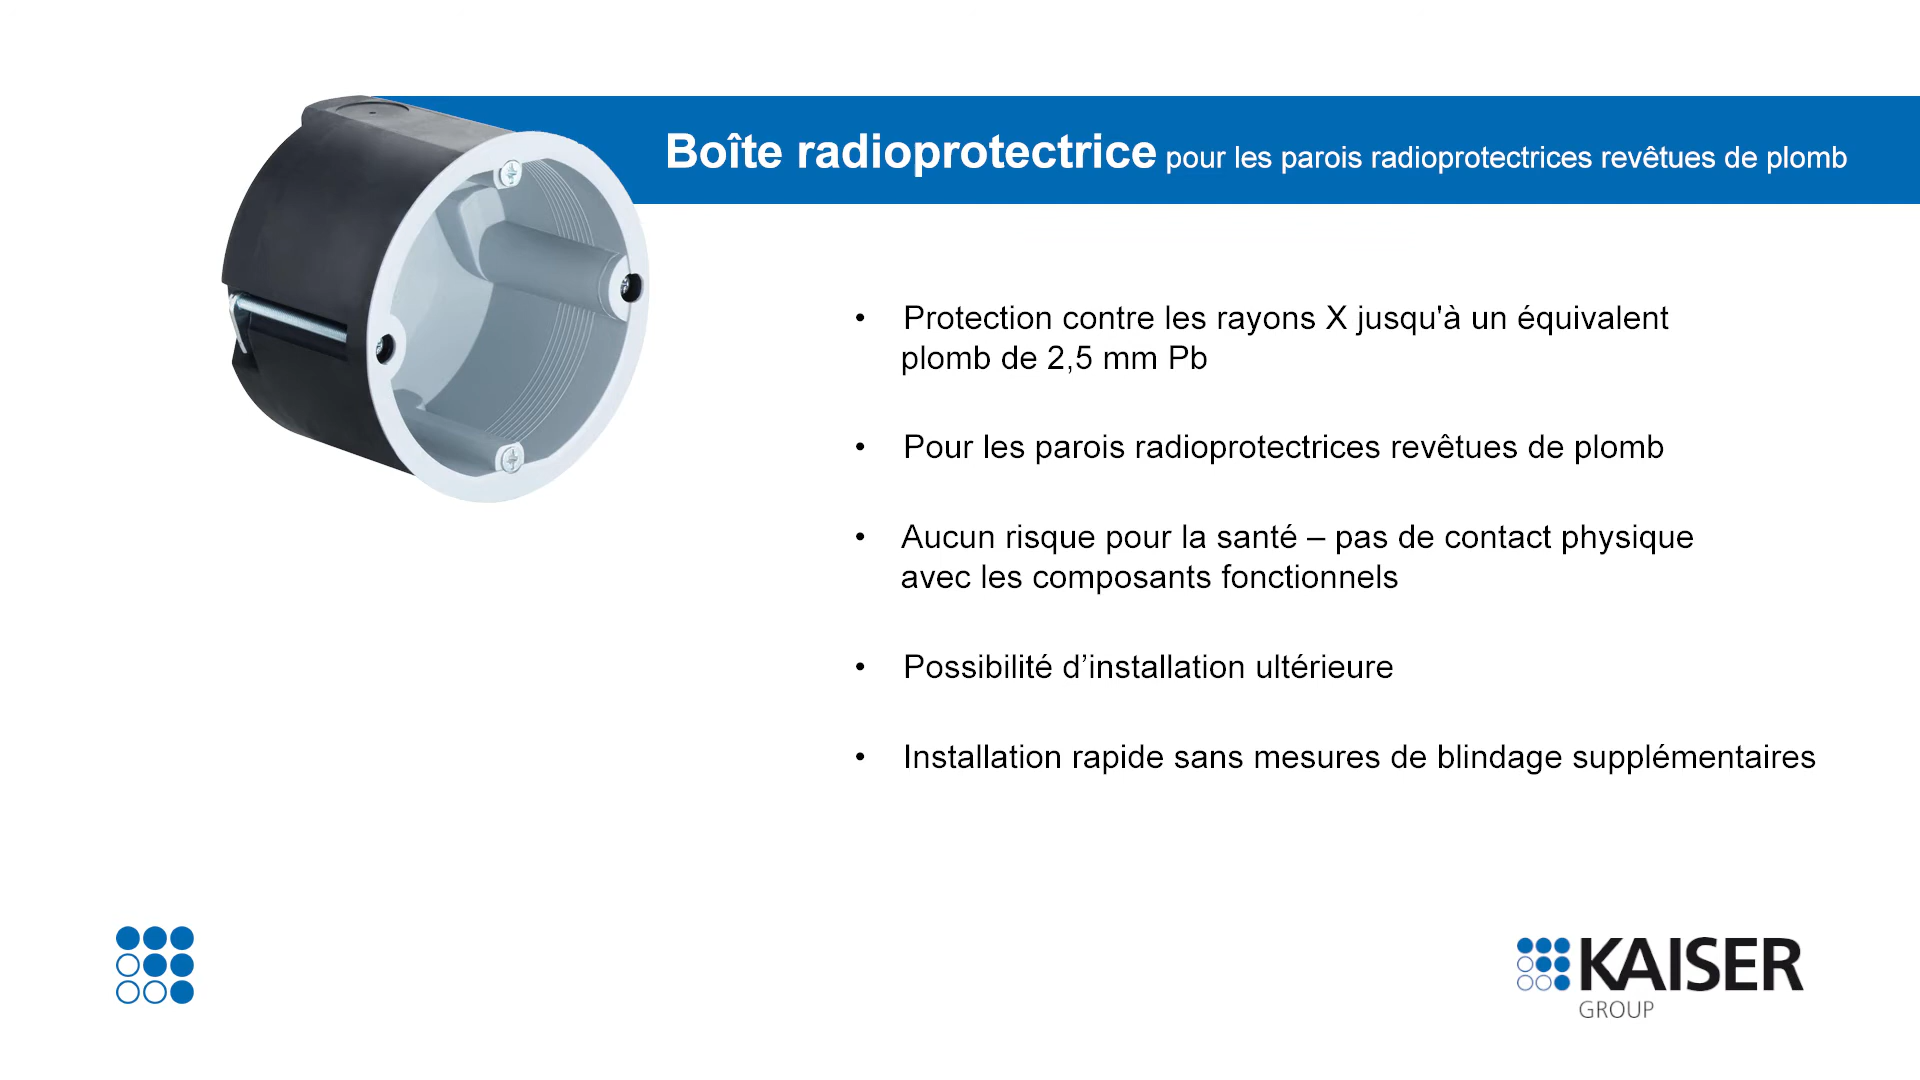 Boîte radioprotectrice pour les parois radioprotectrices revêtues de plomb
• Protection contre les rayons X jusqu'à un équivalent
plomb de 2,5 mm Pb
• Pour les parois radioprotectrices revêtues de plomb
• Aucun risque pour la santé – pas de contact physique
avec les composants fonctionnels
• Possibilité d’installation ultérieure
• Installation rapide sans mesures de blindage supplémentaires
KAISER
GROUP